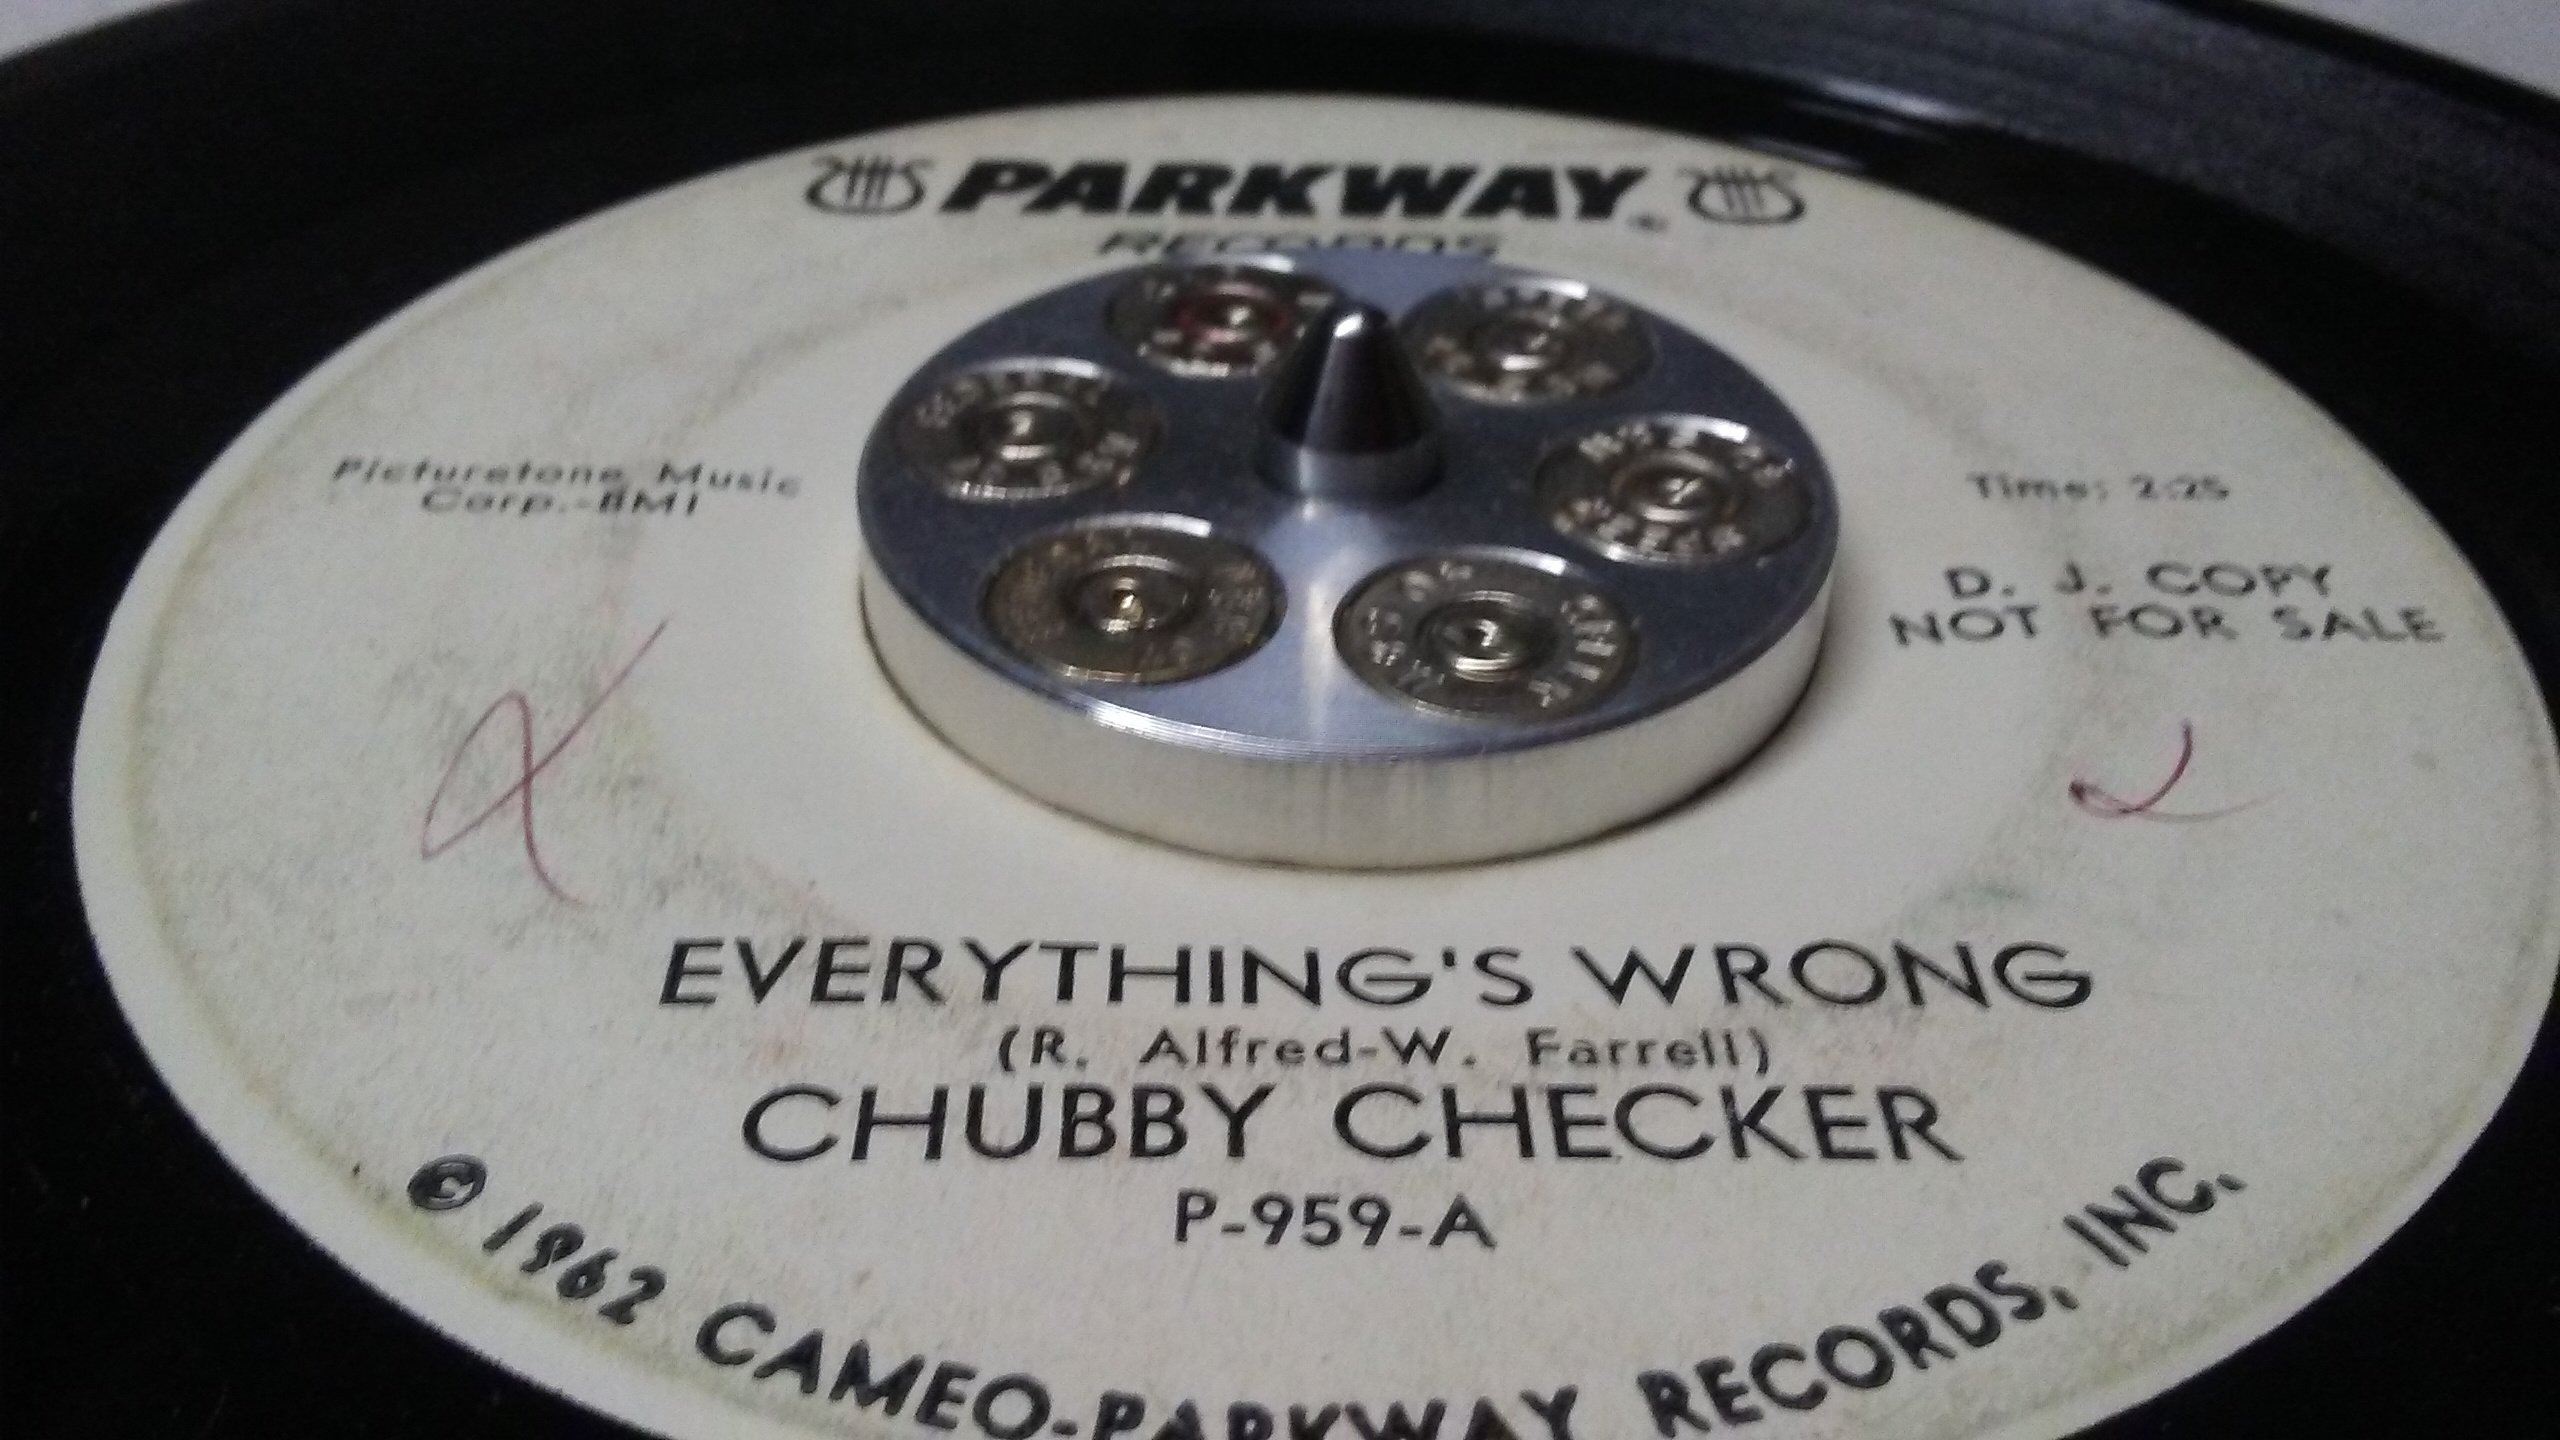 PARKWAY®
RECORDS
Picturetone Music
Corp.-BMI
Time: 2:25
D. J. COPY
NOT FOR SALE
EVERYTHING'S WRONG
(R. Alfred-W. Farrell)
CHUBBY CHECKER
P-959-A
© 1962 CAMEO-PARKWAY RECORDS, INC.